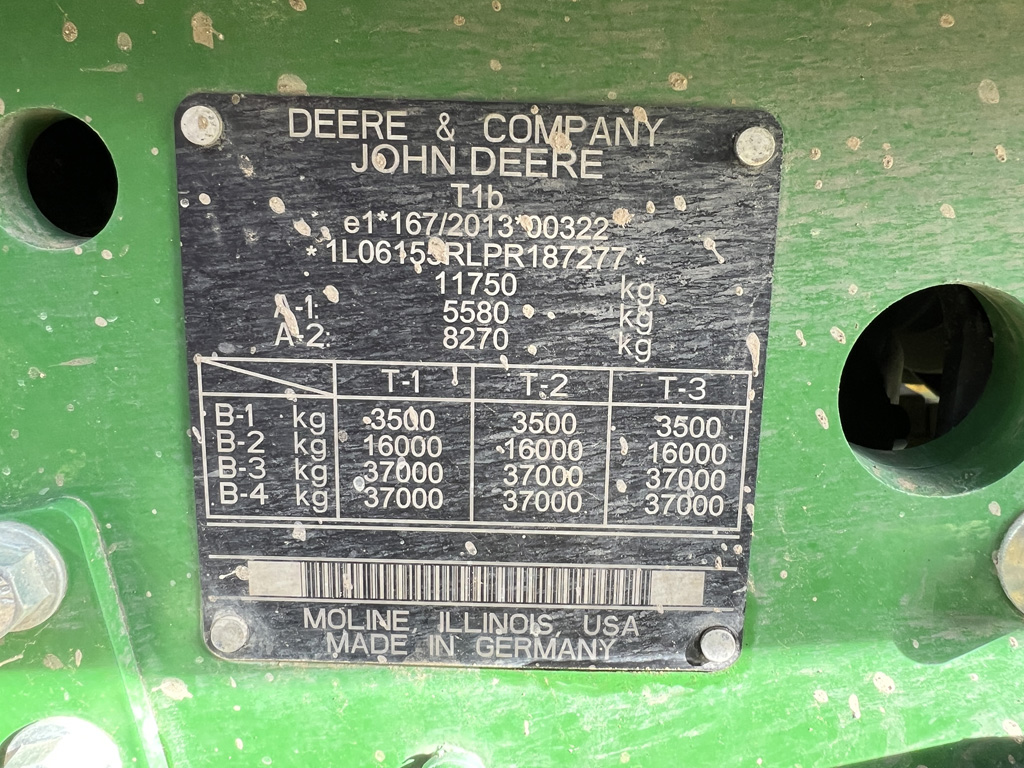 DEERE & COMPANY
JOHN DEERE
T1b
e1*167/2013*00322
*1L06155RLPR187277*
11750 kg
A-1: 5580 kg
A-2: 8270 kg
T-1 T-2 T-3
B-1 kg 3500 3500 3500
B-2 kg 16000 16000 16000
B-3 kg 37000 37000 37000
B-4 kg 37000 37000 37000
MOLINE, ILLINOIS, USA
MADE IN GERMANY